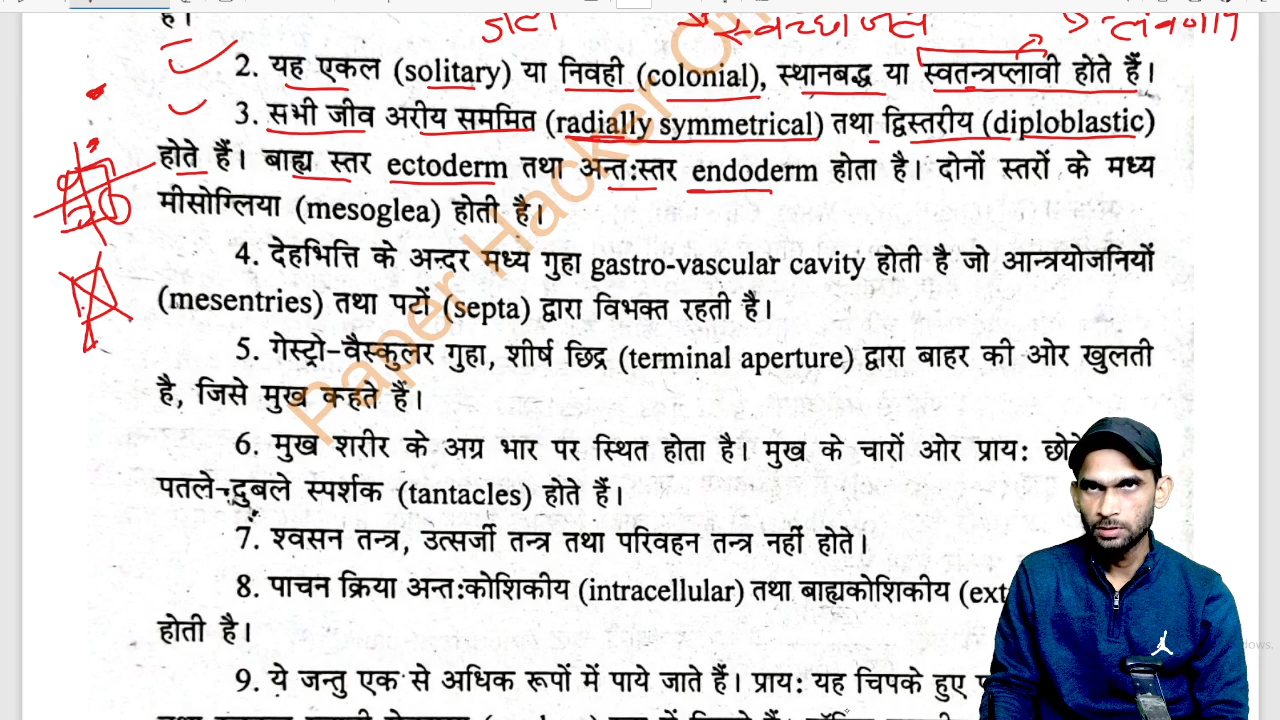 है।
स्वच्छ जल
2. यह एकल (solitary) या निवही (colonial), स्थानबद्ध या स्वतन्त्रप्लावी होते हैं।
3. सभी जीव अरीय सममित (radially symmetrical) तथा द्विस्तरीय (diploblastic)
होते हैं। बाह्य स्तर ectoderm तथा अन्त:स्तर endoderm होता है। दोनों स्तरों के मध्य
मीसोग्लिया (mesoglea) होती है।
4. देहभित्ति के अन्दर मध्य गुहा gastro-vascular cavity होती है जो आन्त्रयोजनियों
(mesentries) तथा पटों (septa) द्वारा विभक्त रहती है।
5. गेस्ट्रो-वैस्कुलर गुहा, शीर्ष छिद्र (terminal aperture) द्वारा बाहर की ओर खुलती
है, जिसे मुख कहते हैं।
6. मुख शरीर के अग्र भार पर स्थित होता है। मुख के चारों ओर प्राय:
पतले-दुबले स्पर्शक (tantacles) होते हैं।
7. श्वसन तन्त्र, उत्सर्जी तन्त्र तथा परिवहन तन्त्र नहीं होते।
8. पाचन क्रिया अन्त:कोशिकीय (intracellular) तथा बाह्यकोशिकीय (ext
होती है।
9. ये जन्तु एक से अधिक रूपों में पाये जाते हैं। प्राय: यह चिपके हुए
Paper Hacker